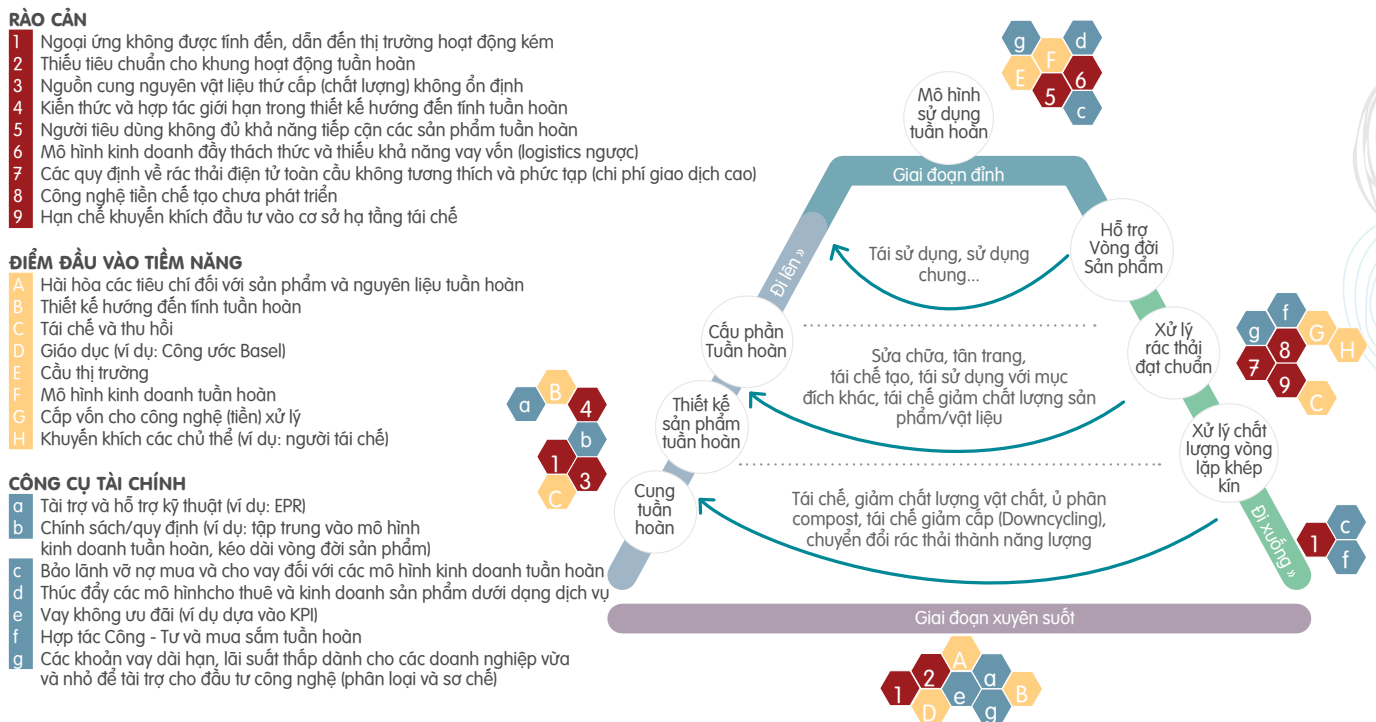 RÀO CẢN
1 Ngoại ứng không được tính đến, dẫn đến thị trường hoạt động kém
2 Thiếu tiêu chuẩn cho khung hoạt động tuần hoàn
3 Nguồn cung nguyên vật liệu thứ cấp (chất lượng) không ổn định
4 Kiến thức và hợp tác giới hạn trong thiết kế hướng đến tính tuần hoàn
5 Người tiêu dùng không đủ khả năng tiếp cận các sản phẩm tuần hoàn
6 Mô hình kinh doanh đầy thách thức và thiếu khả năng vay vốn (logistics ngược)
7 Các quy định về rác thải điện tử toàn cầu không tương thích và phức tạp (chi phí giao dịch cao)
8 Công nghệ tiền chế tạo chưa phát triển
9 Hạn chế khuyến khích đầu tư vào cơ sở hạ tầng tái chế
ĐIỂM ĐẦU VÀO TIỀM NĂNG
A Hài hòa các tiêu chí đối với sản phẩm và nguyên liệu tuần hoàn
B Thiết kế hướng đến tính tuần hoàn
C Tái chế và thu hồi
D Giáo dục (ví dụ: Công ước Basel)
E Cầu thị trường
F Mô hình kinh doanh tuần hoàn
G Cấp vốn cho công nghệ (tiền) xử lý
H Khuyến khích các chủ thể (ví dụ: người tái chế)
CÔNG CỤ TÀI CHÍNH
a Tài trợ và hỗ trợ kỹ thuật (ví dụ: EPR)
b Chính sách/quy định (ví dụ: tập trung vào mô hình
kinh doanh tuần hoàn, kéo dài vòng đời sản phẩm)
c Bảo lãnh vỡ nợ mua và cho vay đối với các mô hình kinh doanh tuần hoàn
d Thúc đẩy các mô hìnhcho thuê và kinh doanh sản phẩm dưới dạng dịch vụ
e Vay không ưu đãi (ví dụ dựa vào KPI)
f Hợp tác Công - Tư và mua sắm tuần hoàn
g Các khoản vay dài hạn, lãi suất thấp dành cho các doanh nghiệp vừa
và nhỏ để tài trợ cho đầu tư công nghệ (phân loại và sơ chế)
g
d
F
E
6
5
c
Mô hình
sử dụng
tuần hoàn
Giai đoạn đỉnh
Đi lên »
Hỗ trợ
Vòng đời
Sản phẩm
Tái sử dụng, sử dụng
chung...
Cấu phần
Tuần hoàn
Xử lý
rác thải
đạt chuẩn
f
g
G
8
H
7
9
C
Sửa chữa, tân trang,
tái chế tạo, tái sử dụng với mục
đích khác, tái chế giảm chất lượng sản
phẩm/vật liệu
B
a
4
b
1
3
C
Thiết kế
sản phẩm
tuần hoàn
Xử lý chất
lượng vòng
lặp khép
kín
Cung
tuần
hoàn
Tái chế, giảm chất lượng vật chất, ủ phân
compost, tái chế giảm cấp (Downcycling),
chuyển đổi rác thải thành năng lượng
Đi xuống »
c
1
f
Giai đoạn xuyên suốt
A
2
a
1
e
B
D
g